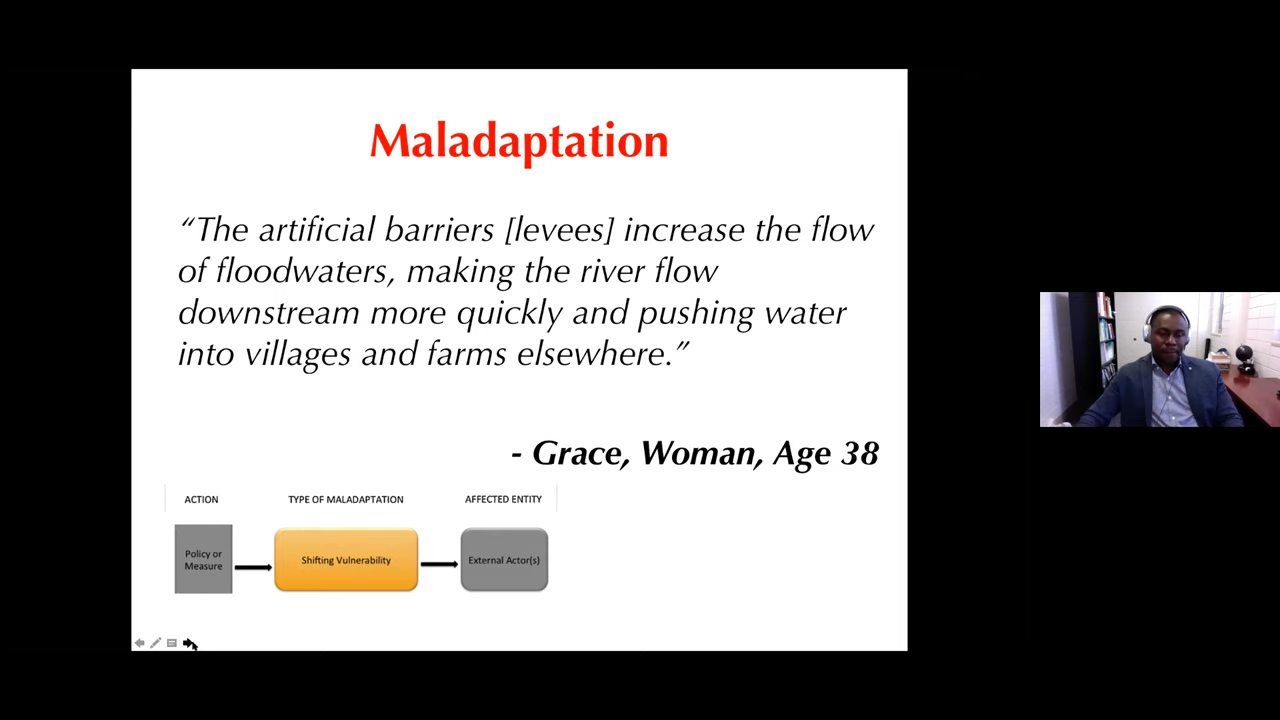 Maladaptation
“The artificial barriers [levees] increase the flow
of floodwaters, making the river flow
downstream more quickly and pushing water
into villages and farms elsewhere.”
- Grace, Woman, Age 38
ACTION TYPE OF MALADAPTATION AFFECTED ENTITY
Policy or
Measure
Shifting Vulnerability
External Actor(s)